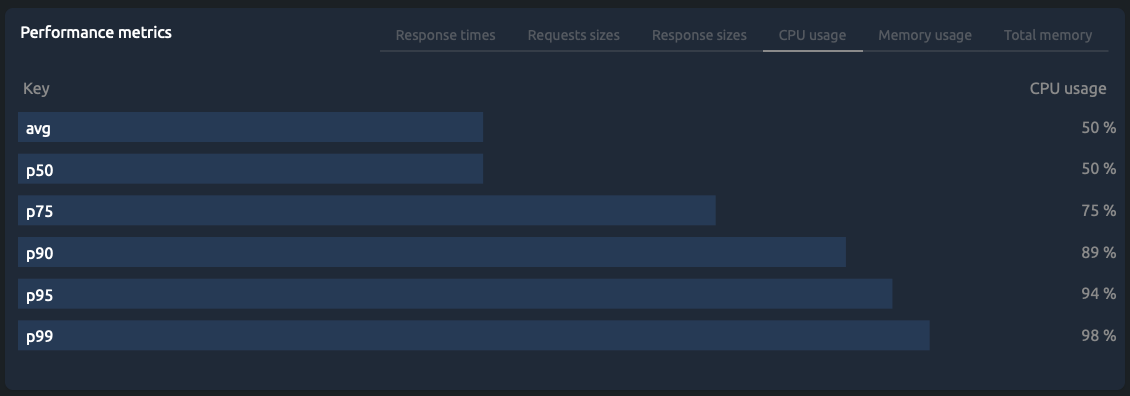 Performance metrics
Response times Requests sizes Response sizes CPU usage Memory usage Total memory
Key CPU usage
avg 50 %
p50 50 %
p75 75 %
p90 89 %
p95 94 %
p99 98 %